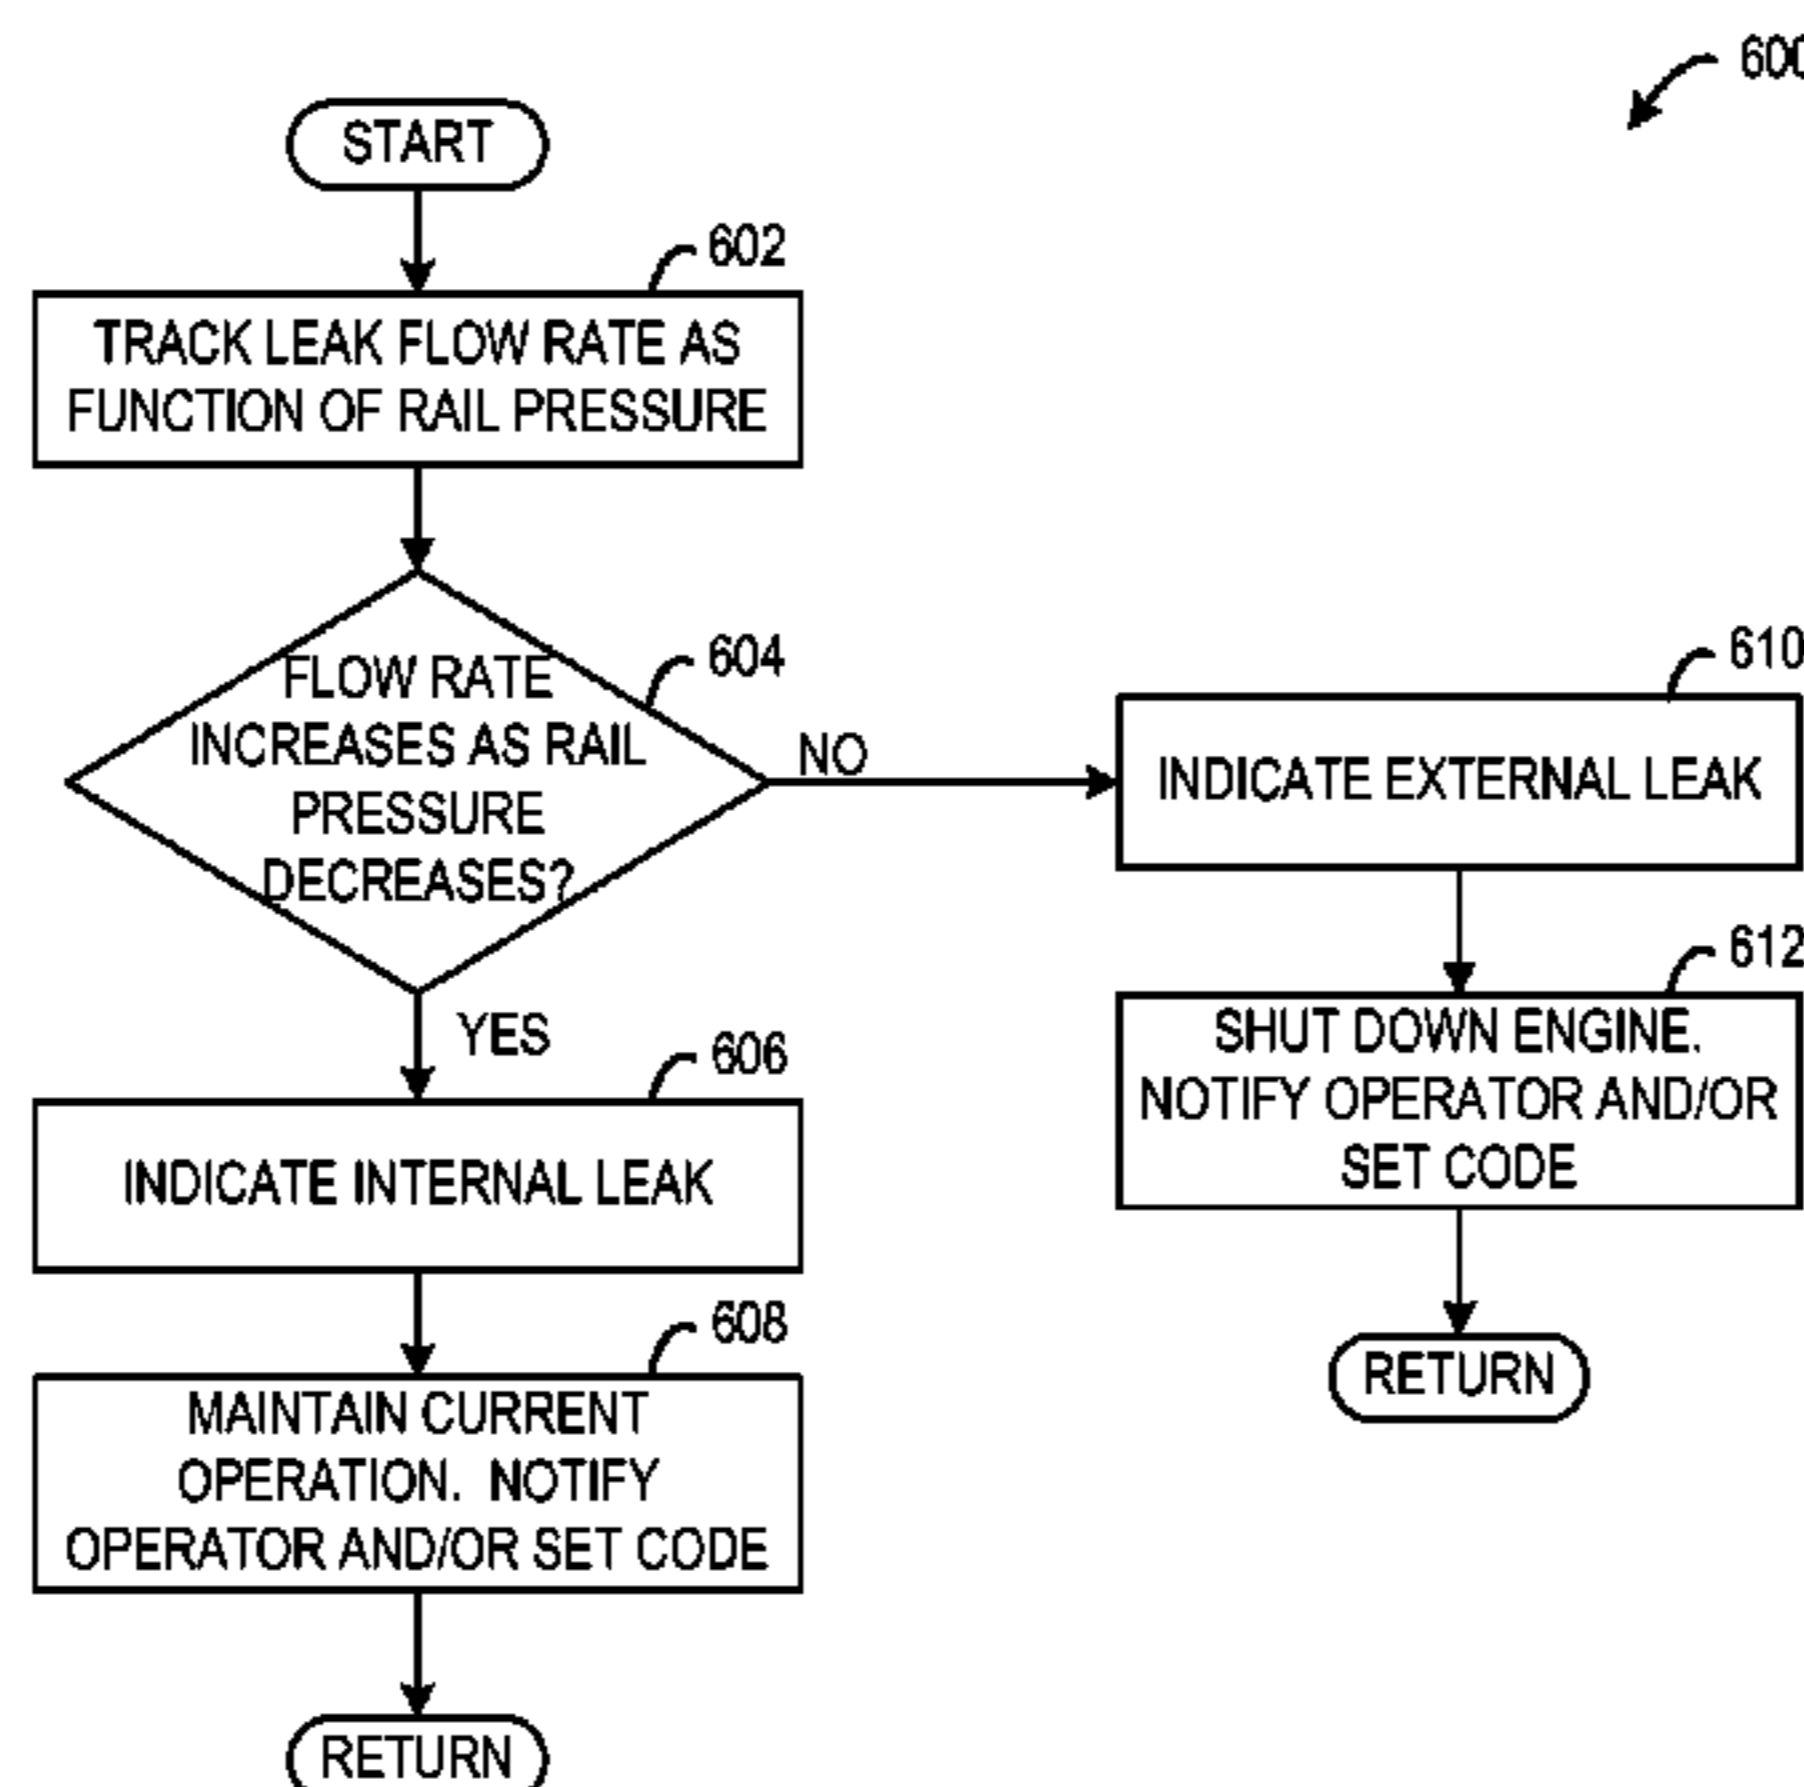 600
START
602
TRACK LEAK FLOW RATE AS
FUNCTION OF RAIL PRESSURE
604
FLOW RATE
INCREASES AS RAIL
PRESSURE
DECREASES?
NO
YES
610
INDICATE EXTERNAL LEAK
612
SHUT DOWN ENGINE.
NOTIFY OPERATOR AND/OR
SET CODE
RETURN
606
INDICATE INTERNAL LEAK
608
MAINTAIN CURRENT
OPERATION. NOTIFY
OPERATOR AND/OR SET CODE
RETURN